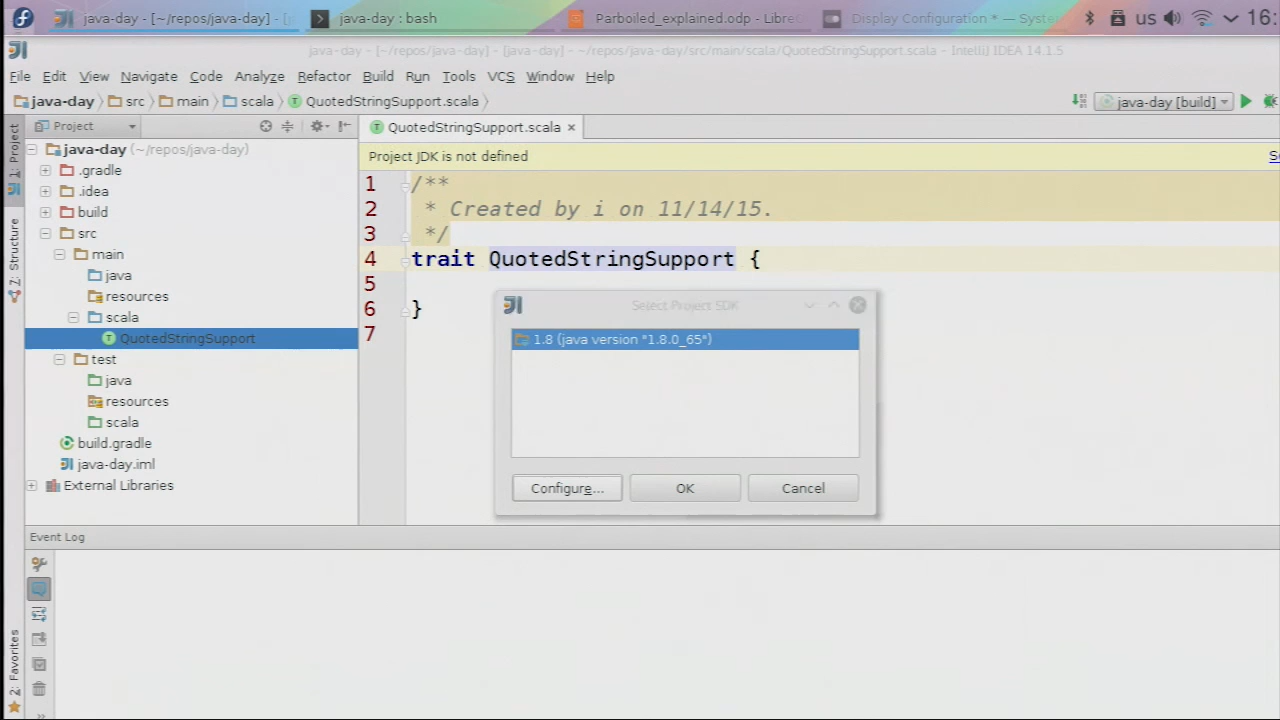 java-day - [~/repos/java-day] - [
java-day : bash
Parboiled_explained.odp - Libre
Display Configuration * — Syste
us
16:
java-day - [~/repos/java-day] - [java-day] - ~/repos/java-day/src/main/scala/QuotedStringSupport.scala - IntelliJ IDEA 14.1.5
File Edit View Navigate Code Analyze Refactor Build Run Tools VCS Window Help
java-day src main scala QuotedStringSupport.scala
java-day [build]
1: Project
7: Structure
2: Favorites
Project
QuotedStringSupport.scala
java-day (~/repos/java-day)
.gradle
.idea
build
src
main
java
resources
scala
QuotedStringSupport
test
java
resources
scala
build.gradle
java-day.iml
External Libraries
Project JDK is not defined
1 /**
2 * Created by i on 11/14/15.
3 */
4 trait QuotedStringSupport {
5
6 }
7
Select Project SDK
1.8 (java version "1.8.0_65")
Configure... OK Cancel
Event Log